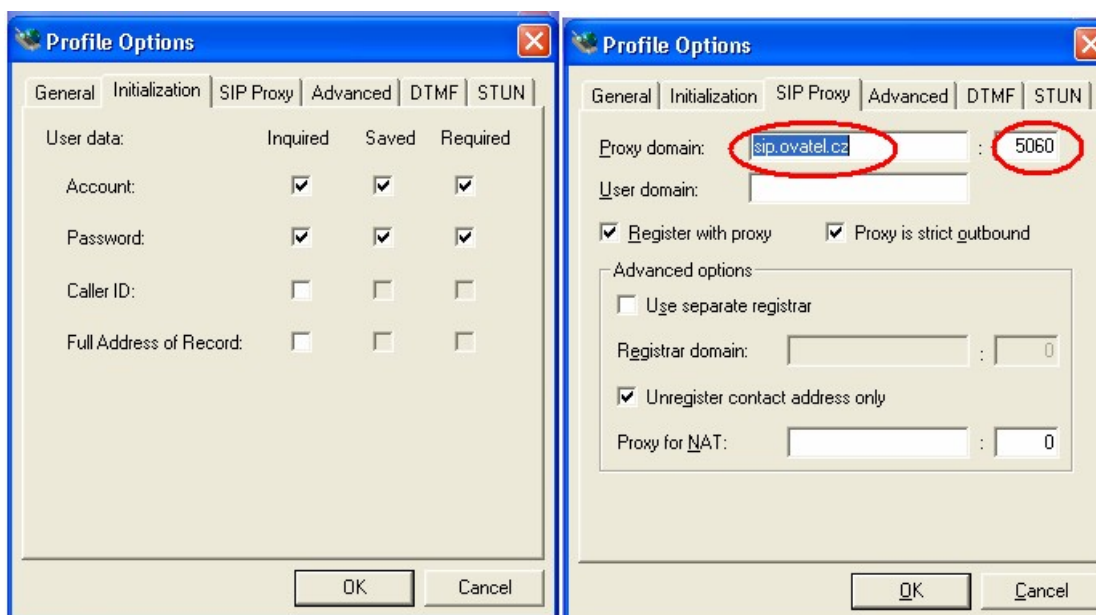 Profile Options
General Initialization SIP Proxy Advanced DTMF STUN
User data: Inquired Saved Required
Account:
Password:
Caller ID:
Full Address of Record:
OK Cancel
Profile Options
General Initialization SIP Proxy Advanced DTMF STUN
Proxy domain: sip.ovatel.cz : 5060
User domain:
Register with proxy Proxy is strict outbound
Advanced options
Use separate registrar
Registrar domain: : 0
Unregister contact address only
Proxy for NAT: : 0
OK Cancel